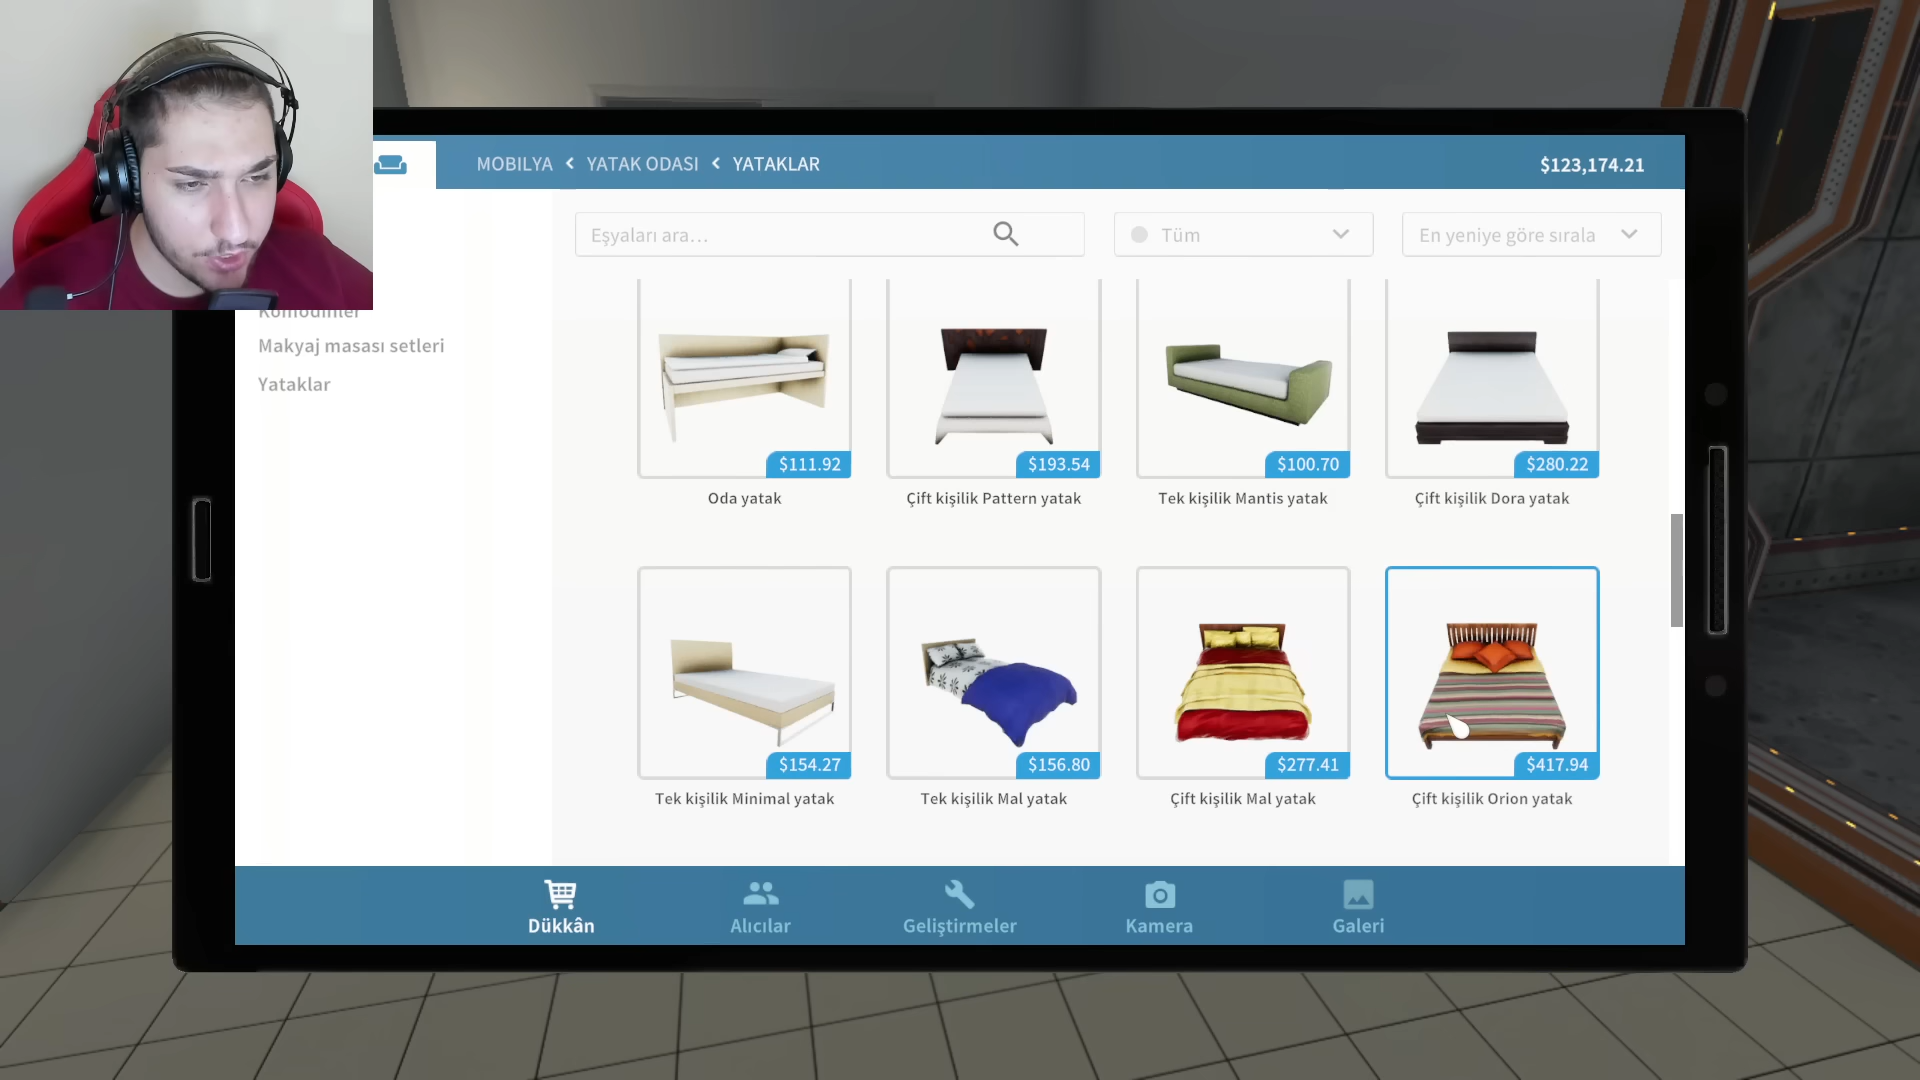 MOBILYA < YATAK ODASI < YATAKLAR
$123,174.21
Eşyaları ara...
Tüm
En yeniye göre sırala
Komodinler
Makyaj masası setleri
Yataklar
$111.92
$193.54
$100.70
$280.22
Oda yatak
Çift kişilik Pattern yatak
Tek kişilik Mantis yatak
Çift kişilik Dora yatak
$154.27
$156.80
$277.41
$417.94
Tek kişilik Minimal yatak
Tek kişilik Mal yatak
Çift kişilik Mal yatak
Çift kişilik Orion yatak
Dükkân
Alıcılar
Geliştirmeler
Kamera
Galeri